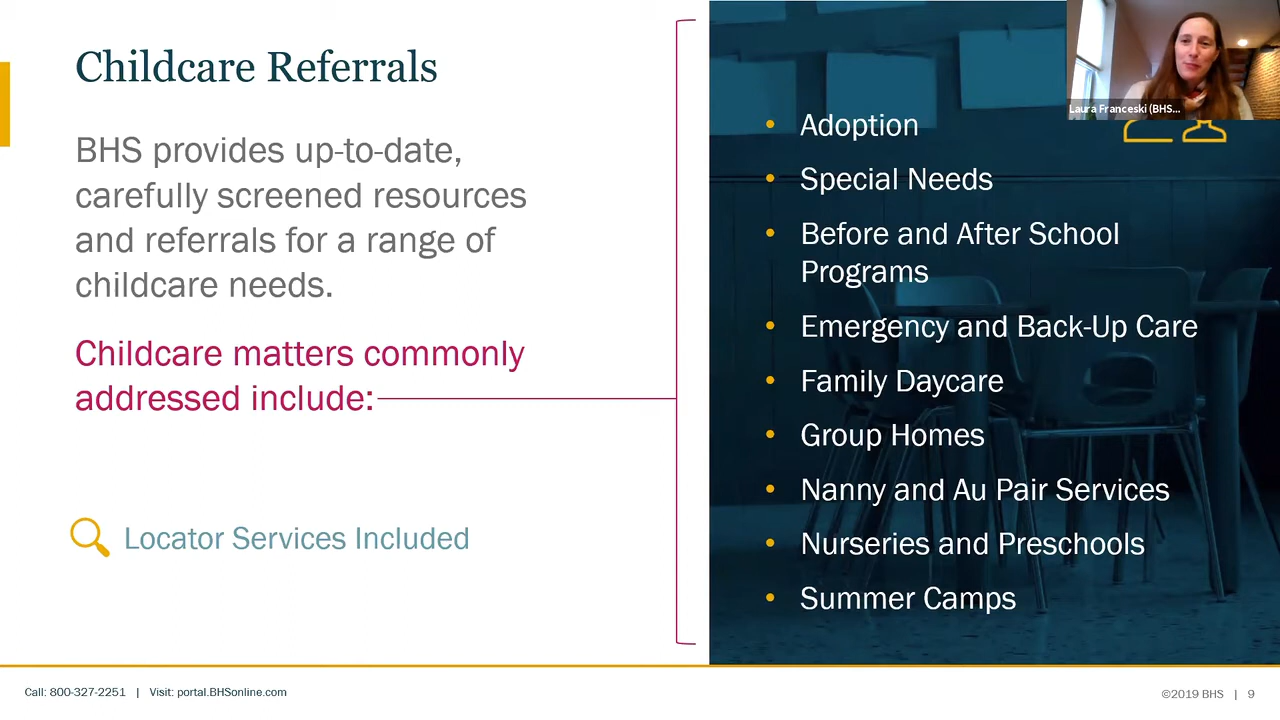 Childcare Referrals
BHS provides up-to-date,
carefully screened resources
and referrals for a range of
childcare needs.
Childcare matters commonly
addressed include:
Locator Services Included
• Adoption
• Special Needs
• Before and After School
Programs
• Emergency and Back-Up Care
• Family Daycare
• Group Homes
• Nanny and Au Pair Services
• Nurseries and Preschools
• Summer Camps
Laura Franceski (BHS...
Call: 800-327-2251 | Visit: portal.BHSonline.com
©2019 BHS | 9